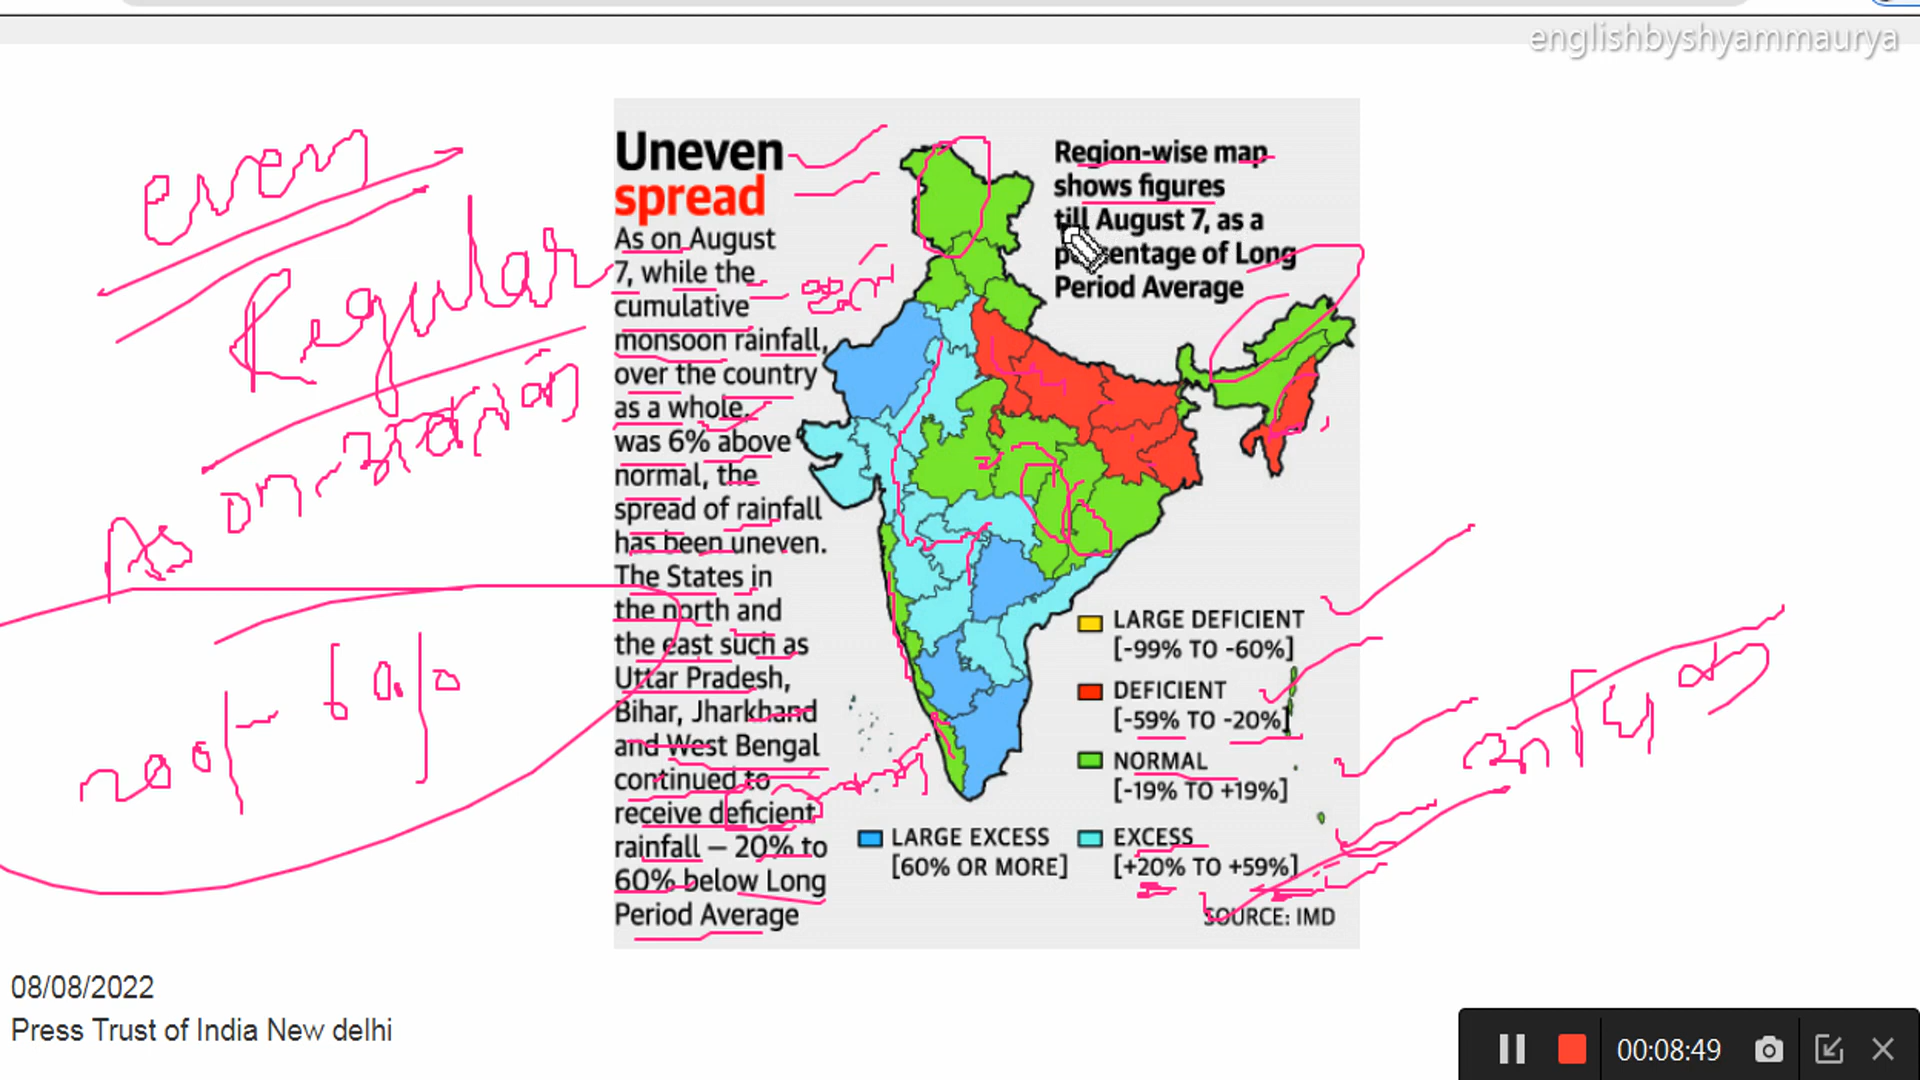 englishbyshyammaurya
even
Regular
As on
Uneven
spread
As on August
7, while the
cumulative
monsoon rainfall,
over the country
as a whole,
was 6% above
normal, the
spread of rainfall
has been uneven.
The States in
the north and
the east such as
Uttar Pradesh,
Bihar, Jharkhand
and West Bengal
continued to
receive deficient
rainfall – 20% to
60% below Long
Period Average
Region-wise map
shows figures
till August 7, as a
percentage of Long
Period Average
LARGE DEFICIENT
[-99% TO -60%]
DEFICIENT
[-59% TO -20%]
NORMAL
[-19% TO +19%]
LARGE EXCESS
[60% OR MORE]
EXCESS
[+20% TO +59%]
SOURCE: IMD
08/08/2022
Press Trust of India New delhi
00:08:49